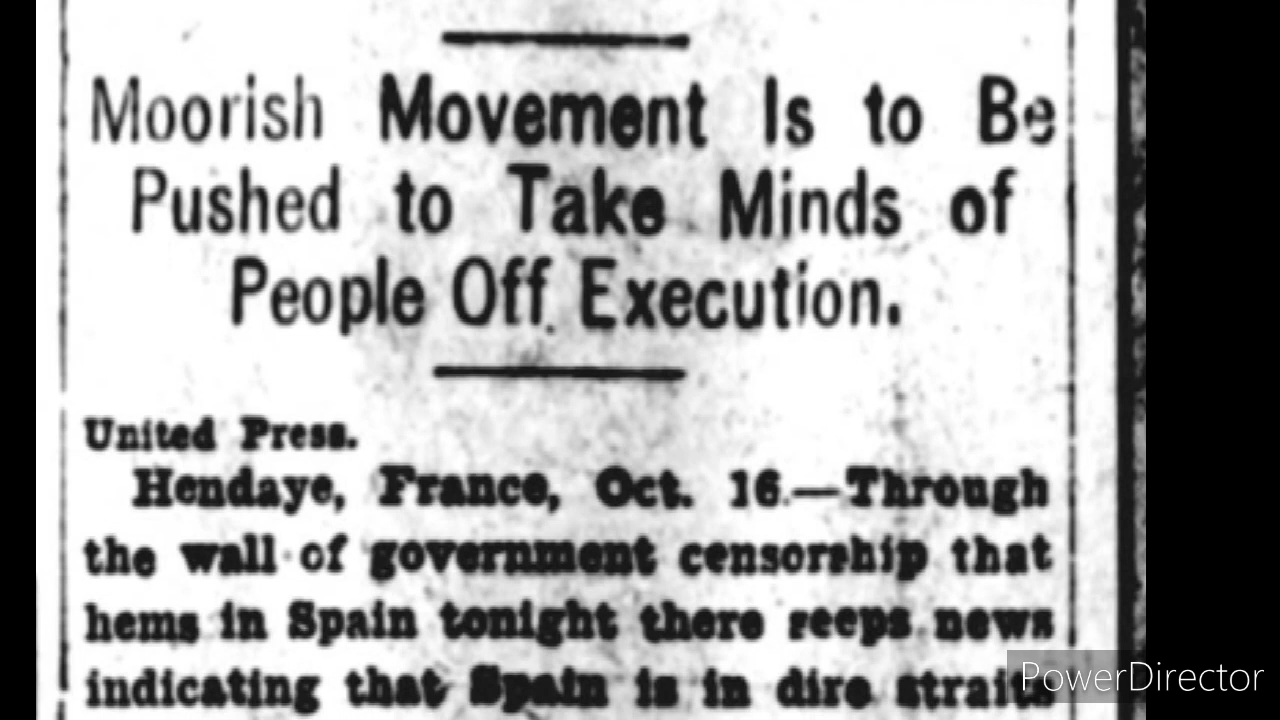 Moorish Movement Is to Be
Pushed to Take Minds of
People Off Execution.
United Press.
Hendaye, France, Oct. 16.—Through
the wall of government censorship that
hems in Spain tonight there seeps news
indicating that Spain is in dire straits
PowerDirector